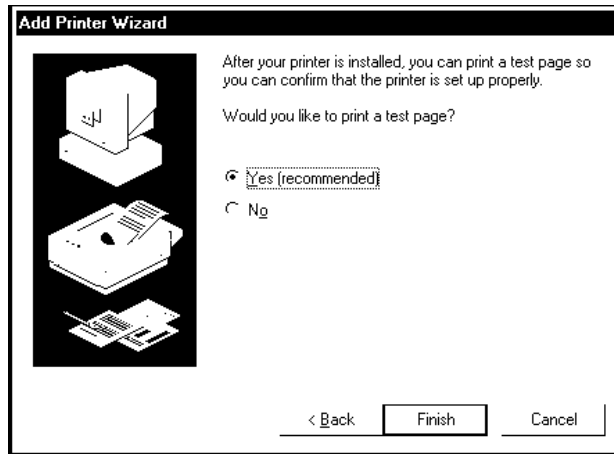 Add Printer Wizard
After your printer is installed, you can print a test page so
you can confirm that the printer is set up properly.
Would you like to print a test page?
Yes (recommended)
No
< Back
Finish
Cancel